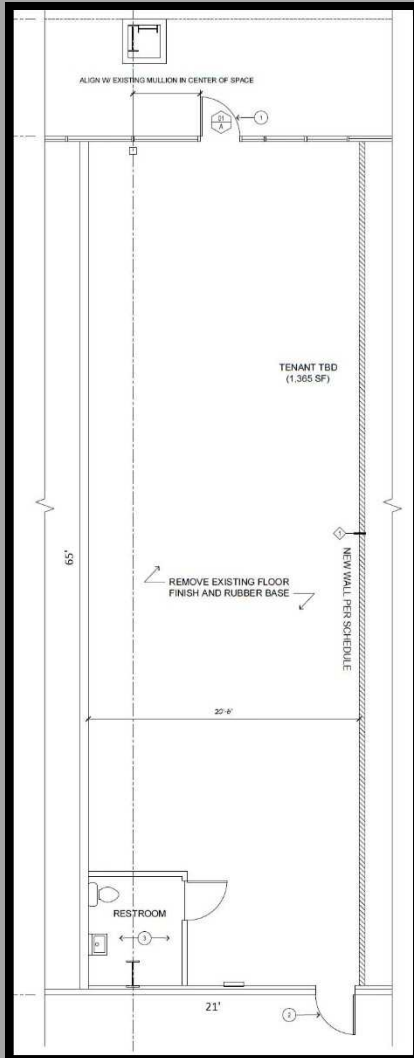 ALIGN W/ EXISTING MULLION IN CENTER OF SPACE
01
A
1
TENANT TBD
(1,365 SF)
1
65'
NEW WALL PER SCHEDULE
REMOVE EXISTING FLOOR
FINISH AND RUBBER BASE
20'-6"
RESTROOM
3
21'
2